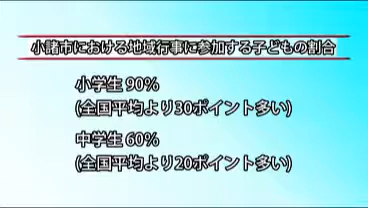 小諸市における地域行事に参加する子どもの割合
小学生 90%
(全国平均より30ポイント多い)
中学生 60%
(全国平均より20ポイント多い)